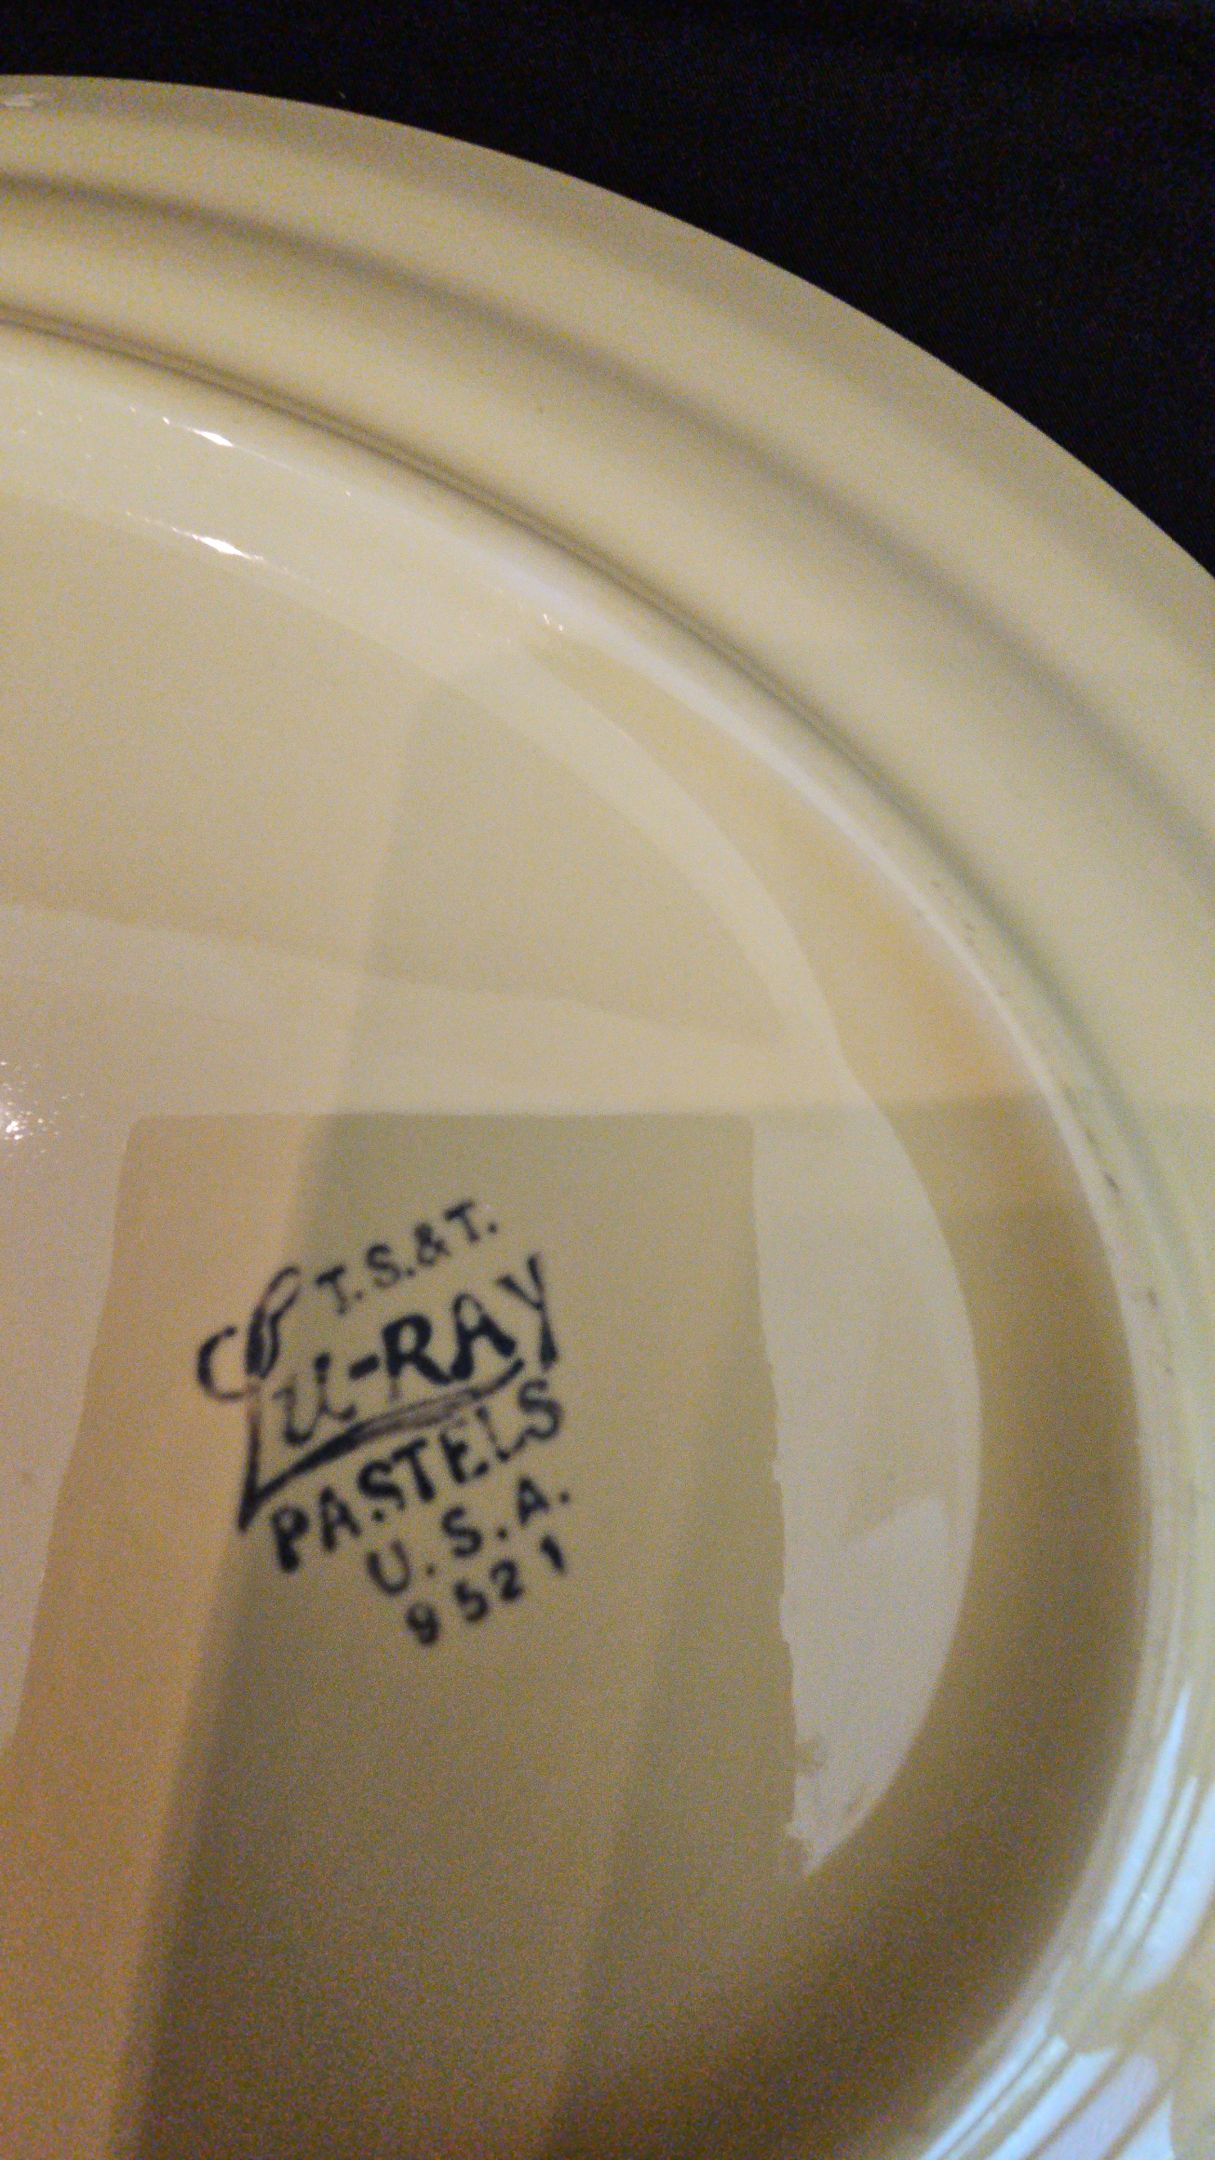 T.S.&T.
Lu-RAY
PASTELS
U.S.A.
9521